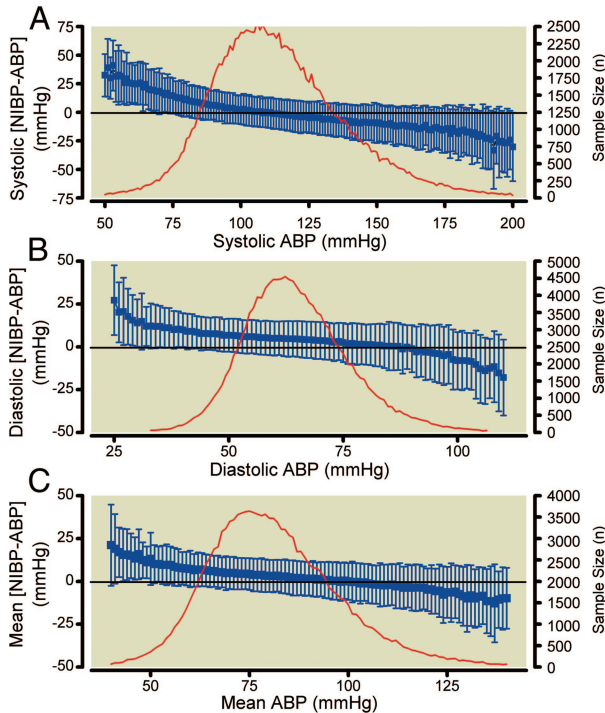 A
Systolic [NIBP-ABP]
(mmHg)
75
50
25
0
-25
-50
-75
2500
2250
2000
1750
1500
1250
1000
750
500
250
0
Sample Size (n)
50 75 100 125 150 175 200
Systolic ABP (mmHg)
B
Diastolic [NIBP-ABP]
(mmHg)
50
25
0
-25
-50
5000
4500
4000
3500
3000
2500
2000
1500
1000
500
0
Sample Size (n)
25 50 75 100
Diastolic ABP (mmHg)
C
Mean [NIBP-ABP]
(mmHg)
50
25
0
-25
-50
4000
3500
3000
2500
2000
1500
1000
500
0
Sample Size (n)
50 75 100 125
Mean ABP (mmHg)